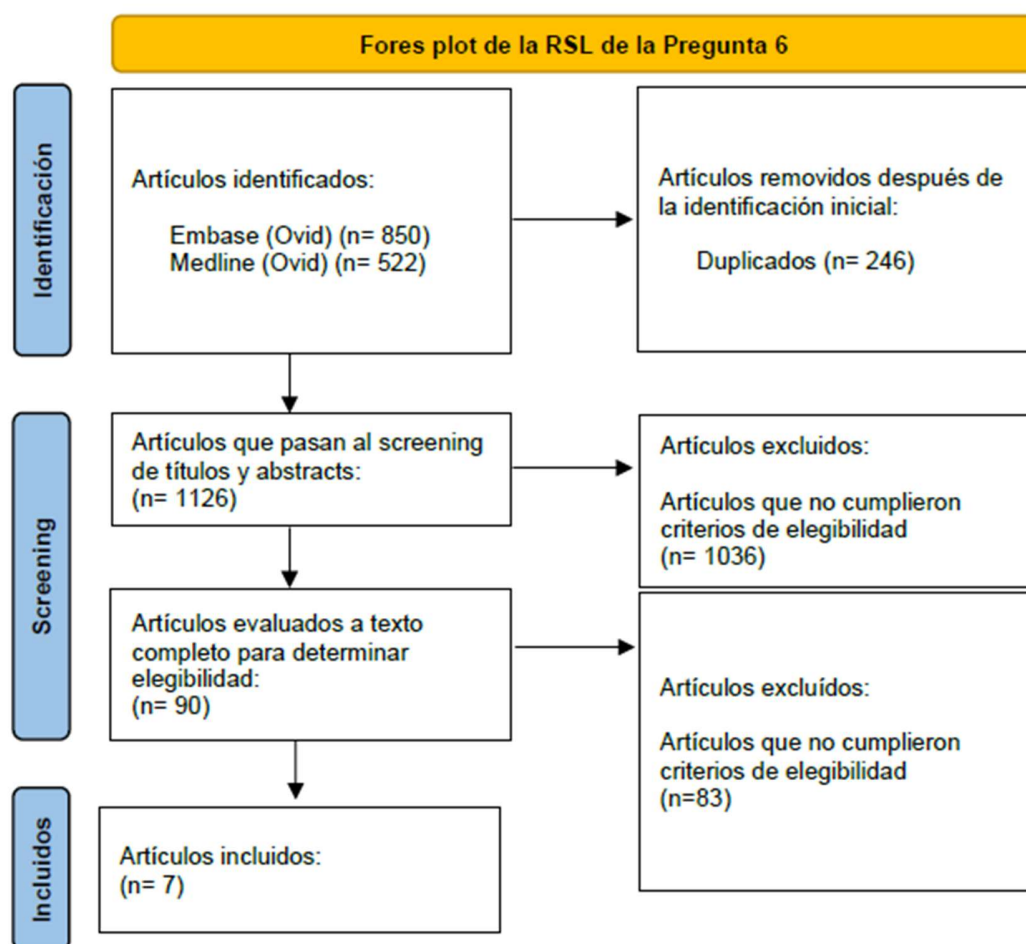 Fores plot de la RSL de la Pregunta 6
Identificación
Artículos identificados:
Embase (Ovid) (n= 850)
Medline (Ovid) (n= 522)
Artículos removidos después de
la identificación inicial:
Duplicados (n= 246)
Screening
Artículos que pasan al screening
de títulos y abstracts:
(n= 1126)
Artículos excluidos:
Artículos que no cumplieron
criterios de elegibilidad
(n= 1036)
Artículos evaluados a texto
completo para determinar
elegibilidad:
(n= 90)
Artículos excluídos:
Artículos que no cumplieron
criterios de elegibilidad
(n=83)
Incluidos
Artículos incluidos:
(n= 7)